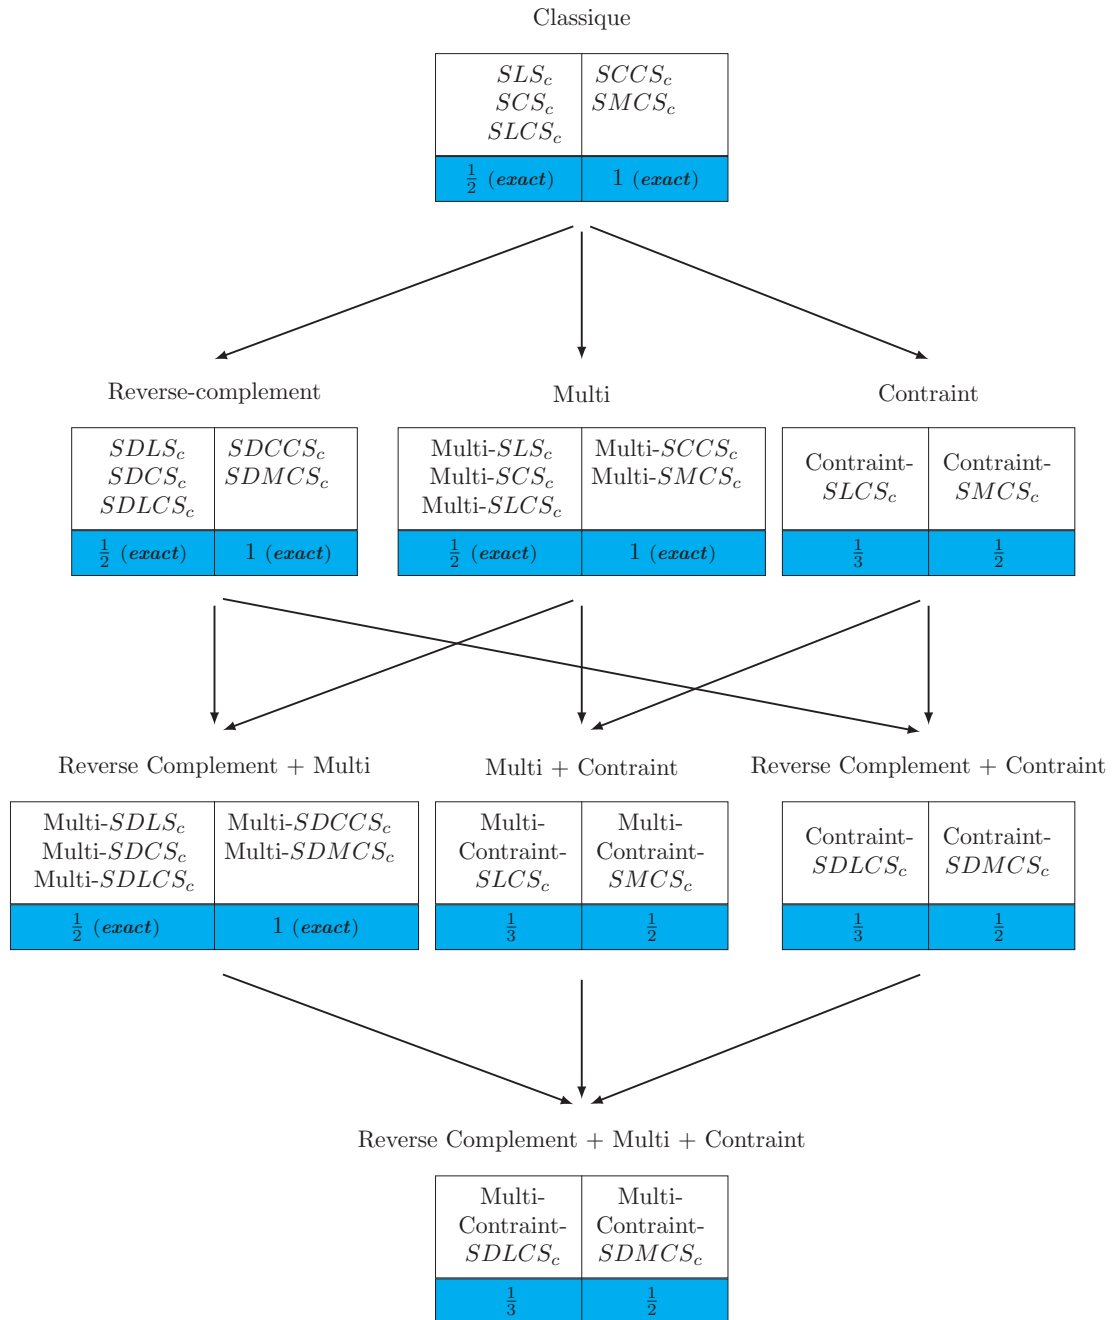 Classique
SLS_c SCCS_c
SCS_c SMCS_c
SLCS_c
1/2 (exact) 1 (exact)
Reverse-complement Multi Contraint
SDLS_c SDCCS_c
SDCS_c SDMCS_c
SDLCS_c
1/2 (exact) 1 (exact)
Multi-SLS_c Multi-SCCS_c
Multi-SCS_c Multi-SMCS_c
Multi-SLCS_c
1/2 (exact) 1 (exact)
Contraint- Contraint-
SLCS_c SMCS_c
1/3 1/2
Reverse Complement + Multi Multi + Contraint Reverse Complement + Contraint
Multi-SDLS_c Multi-SDCCS_c
Multi-SDCS_c Multi-SDMCS_c
Multi-SDLCS_c
1/2 (exact) 1 (exact)
Multi- Multi-
Contraint- Contraint-
SLCS_c SMCS_c
1/3 1/2
Contraint- Contraint-
SDLCS_c SDMCS_c
1/3 1/2
Reverse Complement + Multi + Contraint
Multi- Multi-
Contraint- Contraint-
SDLCS_c SDMCS_c
1/3 1/2